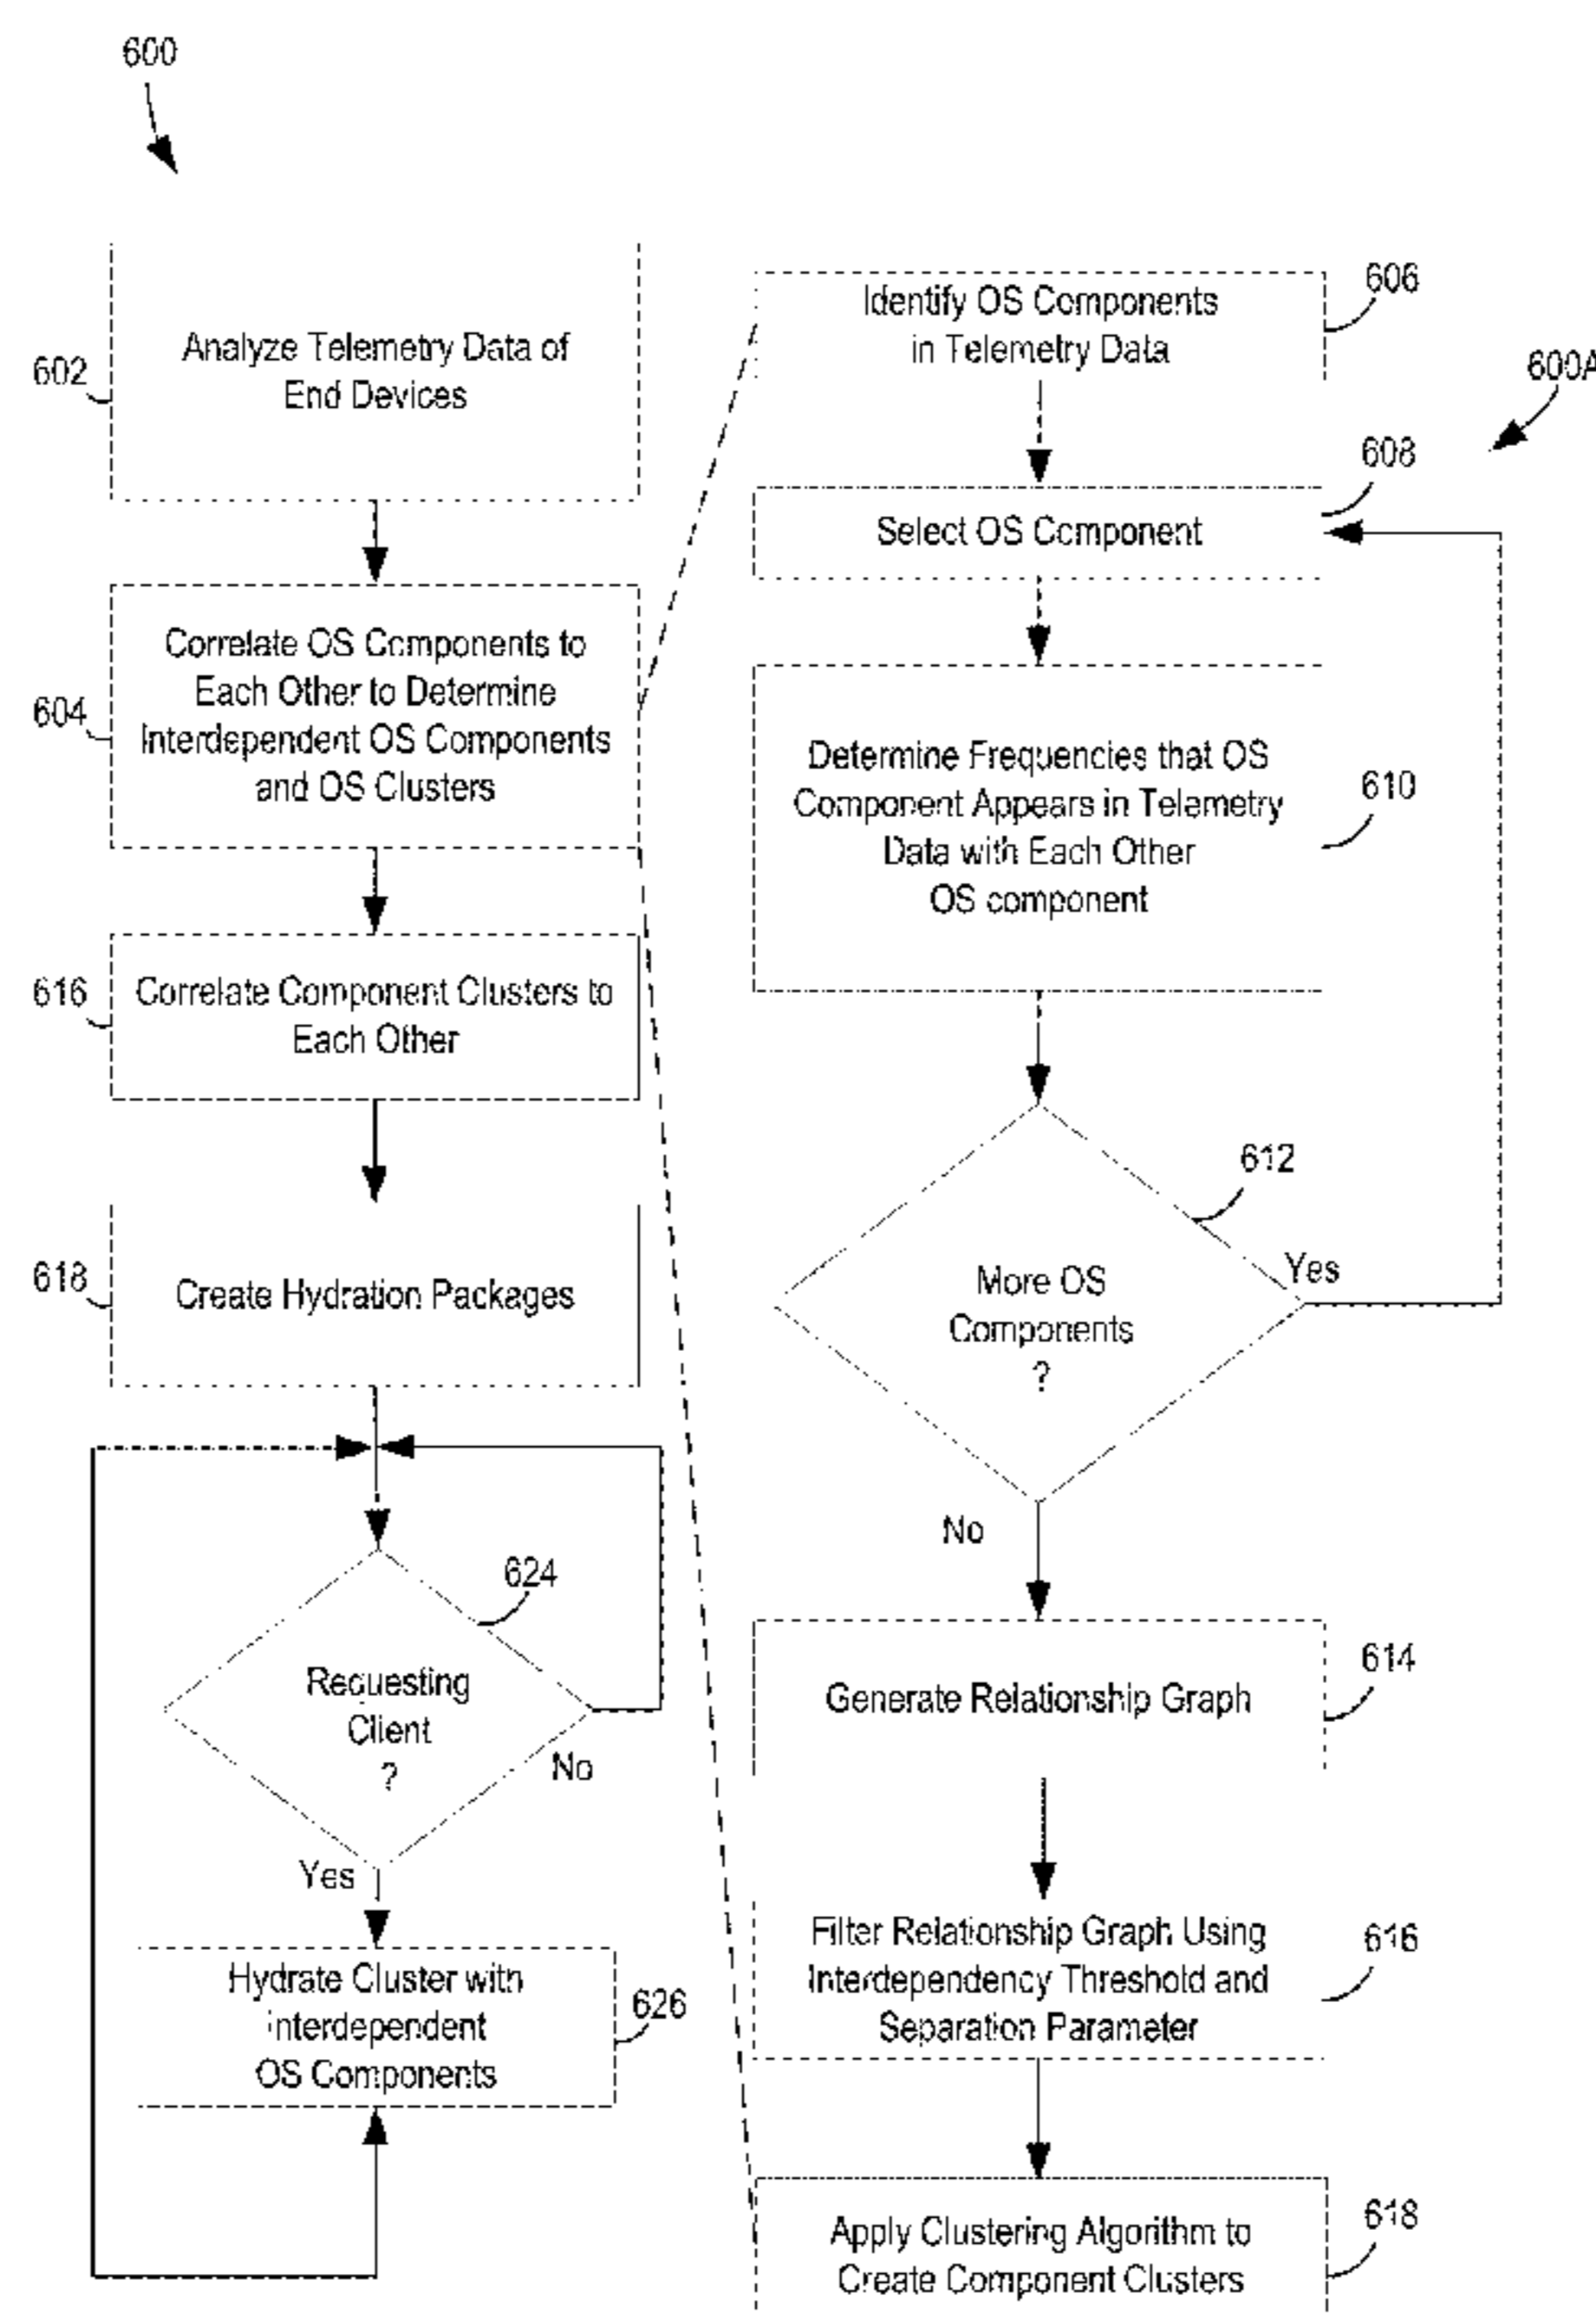 600
602
Analyze Telemetry Data of
End Devices
604
Correlate OS Components to
Each Other to Determine
Interdependent OS Components
and OS Clusters
616
Correlate Component Clusters to
Each Other
618
Create Hydration Packages
624
Requesting
Client
?
No
Yes
Hydrate Cluster with
Interdependent
OS Components
626
606
Identify OS Components
in Telemetry Data
600A
608
Select OS Component
Determine Frequencies that OS
Component Appears in Telemetry
Data with Each Other
OS component
610
612
More OS
Components
?
Yes
No
614
Generate Relationship Graph
Filter Relationship Graph Using
Interdependency Threshold and
Separation Parameter
616
Apply Clustering Algorithm to
Create Component Clusters
618